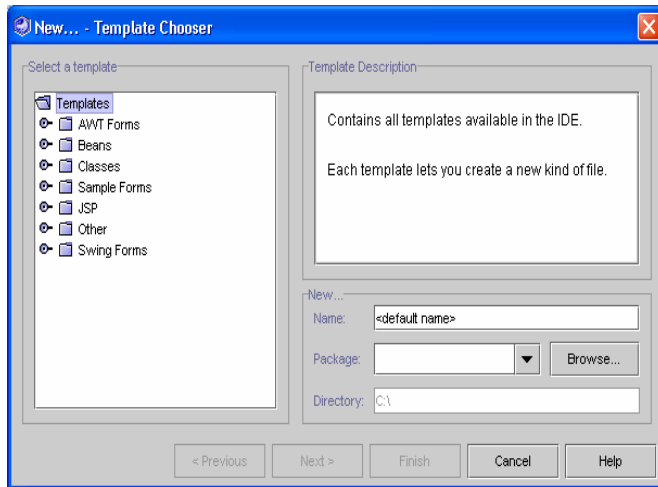 New... - Template Chooser
Select a template
Templates
AWT Forms
Beans
Classes
Sample Forms
JSP
Other
Swing Forms
Template Description
Contains all templates available in the IDE.
Each template lets you create a new kind of file.
New...
Name: <default name>
Package: Browse...
Directory: C:\
< Previous Next > Finish Cancel Help